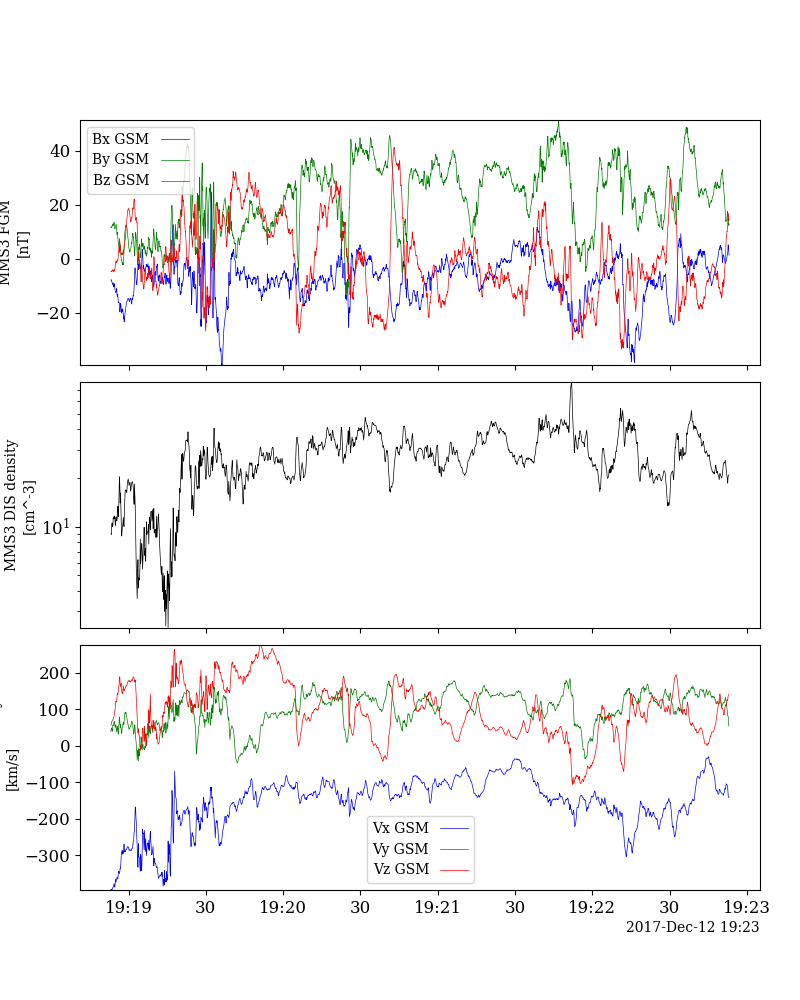 Bx GSM
By GSM
Bz GSM
MMS3 FGM
[nT]
40
20
0
−20
MMS3 DIS density
[cm^-3]
10^1
[km/s]
200
100
0
−100
−200
−300
Vx GSM
Vy GSM
Vz GSM
19:19 30 19:20 30 19:21 30 19:22 30 19:23
2017-Dec-12 19:23